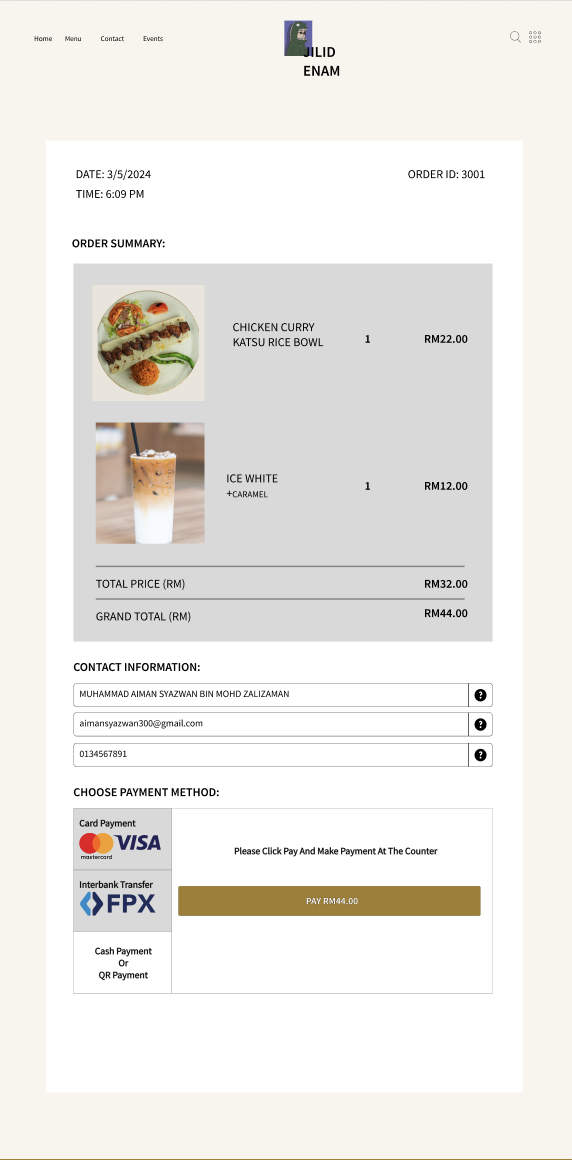 Home Menu Contact Events
JILID
ENAM
DATE: 3/5/2024 ORDER ID: 3001
TIME: 6:09 PM
ORDER SUMMARY:
CHICKEN CURRY
KATSU RICE BOWL 1 RM22.00
ICE WHITE
+CARAMEL 1 RM12.00
TOTAL PRICE (RM) RM32.00
GRAND TOTAL (RM) RM44.00
CONTACT INFORMATION:
MUHAMMAD AIMAN SYAZWAN BIN MOHD ZALIZAMAN ?
aimansyazwan300@gmail.com ?
0134567891 ?
CHOOSE PAYMENT METHOD:
Card Payment
mastercard VISA
Please Click Pay And Make Payment At The Counter
Interbank Transfer
FPX
PAY RM44.00
Cash Payment
Or
QR Payment